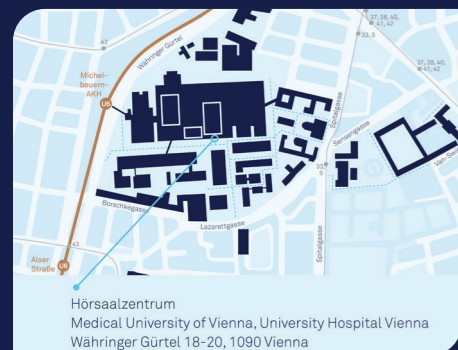 37, 38, 40,
41, 42
33, 5
42
Währinger Gürtel
Michel-
beuern-
AKH
U6
37, 38, 40,
41, 42
Spitalgasse
Sensengasse
33,
5
Borschkegasse
Lazarettgasse
Spitalgasse
43
Alser
Straße
U6
Hörsaalzentrum
Medical University of Vienna, University Hospital Vienna
Währinger Gürtel 18-20, 1090 Vienna